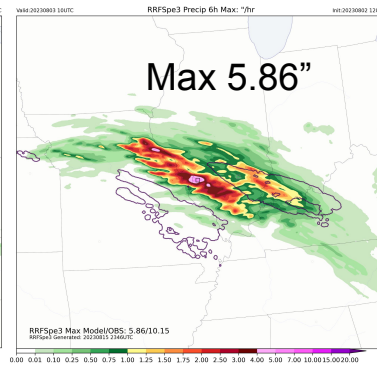 Valid:20230803 10UTC
RRFSpe3 Precip 6h Max: "/hr
Init:20230802 12
Max 5.86”
RRFSpe3 Max Model/OBS: 5.86/10.15
RRFSpe3 Generated: 20230815 2346UTC
0.00 0.01 0.10 0.25 0.50 0.75 1.00 1.25 1.50 1.75 2.00 2.50 3.00 4.00 5.00 7.00 10.00 15.00 20.00